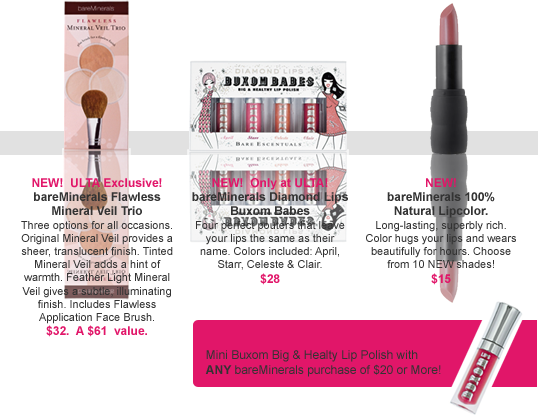 bareMinerals
FLAWLESS
MINERAL VEIL TRIO
DIAMOND LIPS
BUXOM BABES
BIG & HEALTHY LIP POLISH
April Starr Celeste Clair
BARE ESCENTUALS
NEW! ULTA Exclusive!
bareMinerals Flawless
Mineral Veil Trio
Three options for all occasions.
Original Mineral Veil provides a
sheer, translucent finish. Tinted
Mineral Veil adds a hint of
warmth. Feather Light Mineral
Veil gives a subtle, illuminating
finish. Includes Flawless
Application Face Brush.
$32. A $61 value.
NEW! Only at ULTA!
bareMinerals Diamond Lips
Buxom Babes
Four perfect pouters that leave
your lips the same as their
name. Colors included: April,
Starr, Celeste & Clair.
$28
NEW!
bareMinerals 100%
Natural Lipcolor.
Long-lasting, superbly rich.
Color hugs your lips and wears
beautifully for hours. Choose
from 10 NEW shades!
$15
Mini Buxom Big & Healty Lip Polish with
ANY bareMinerals purchase of $20 or More!
BUXOM